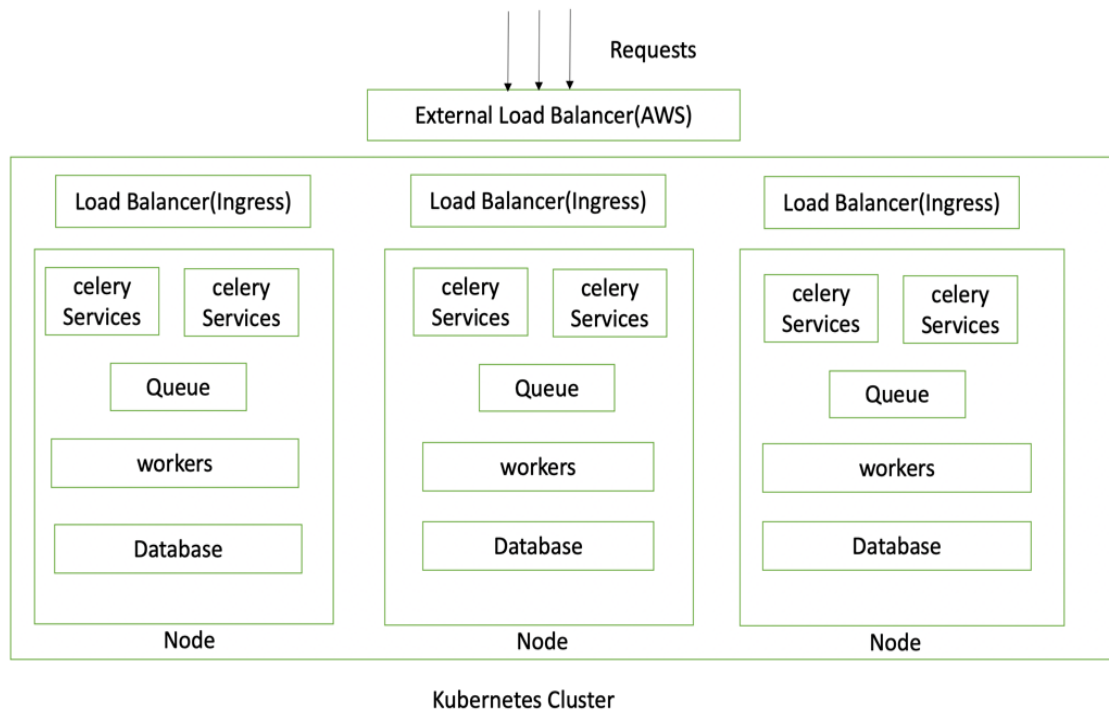 Requests
External Load Balancer(AWS)
Load Balancer(Ingress)
Load Balancer(Ingress)
Load Balancer(Ingress)
celery
Services
celery
Services
Queue
workers
Database
Node
celery
Services
celery
Services
Queue
workers
Database
Node
celery
Services
celery
Services
Queue
workers
Database
Node
Kubernetes Cluster